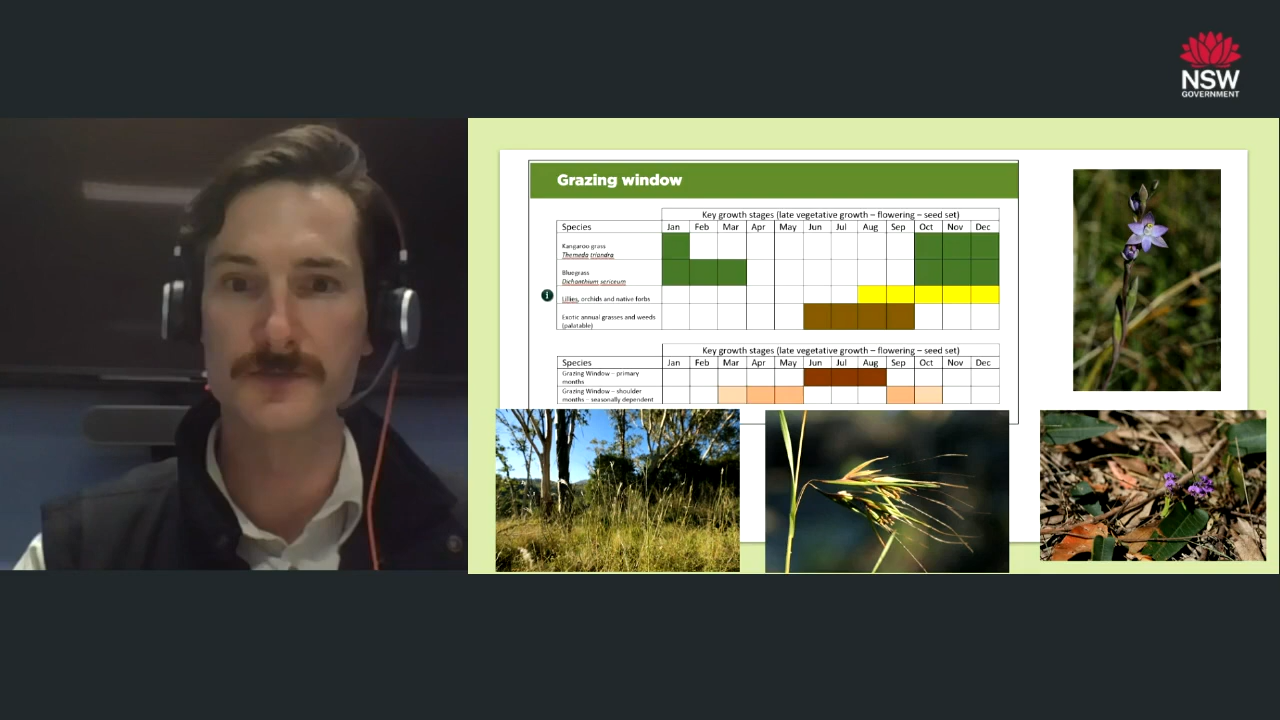 NSW
GOVERNMENT
Grazing window
Key growth stages (late vegetative growth – flowering – seed set)
Species Jan Feb Mar Apr May Jun Jul Aug Sep Oct Nov Dec
Kangaroo grass
Themeda triandra
Bluegrass
Dichanthium sericeum
i
Lillies, orchids and native forbs
Exotic annual grasses and weeds
(palatable)
Key growth stages (late vegetative growth – flowering – seed set)
Species Jan Feb Mar Apr May Jun Jul Aug Sep Oct Nov Dec
Grazing Window – primary
months
Grazing Window – shoulder
months – seasonally dependent